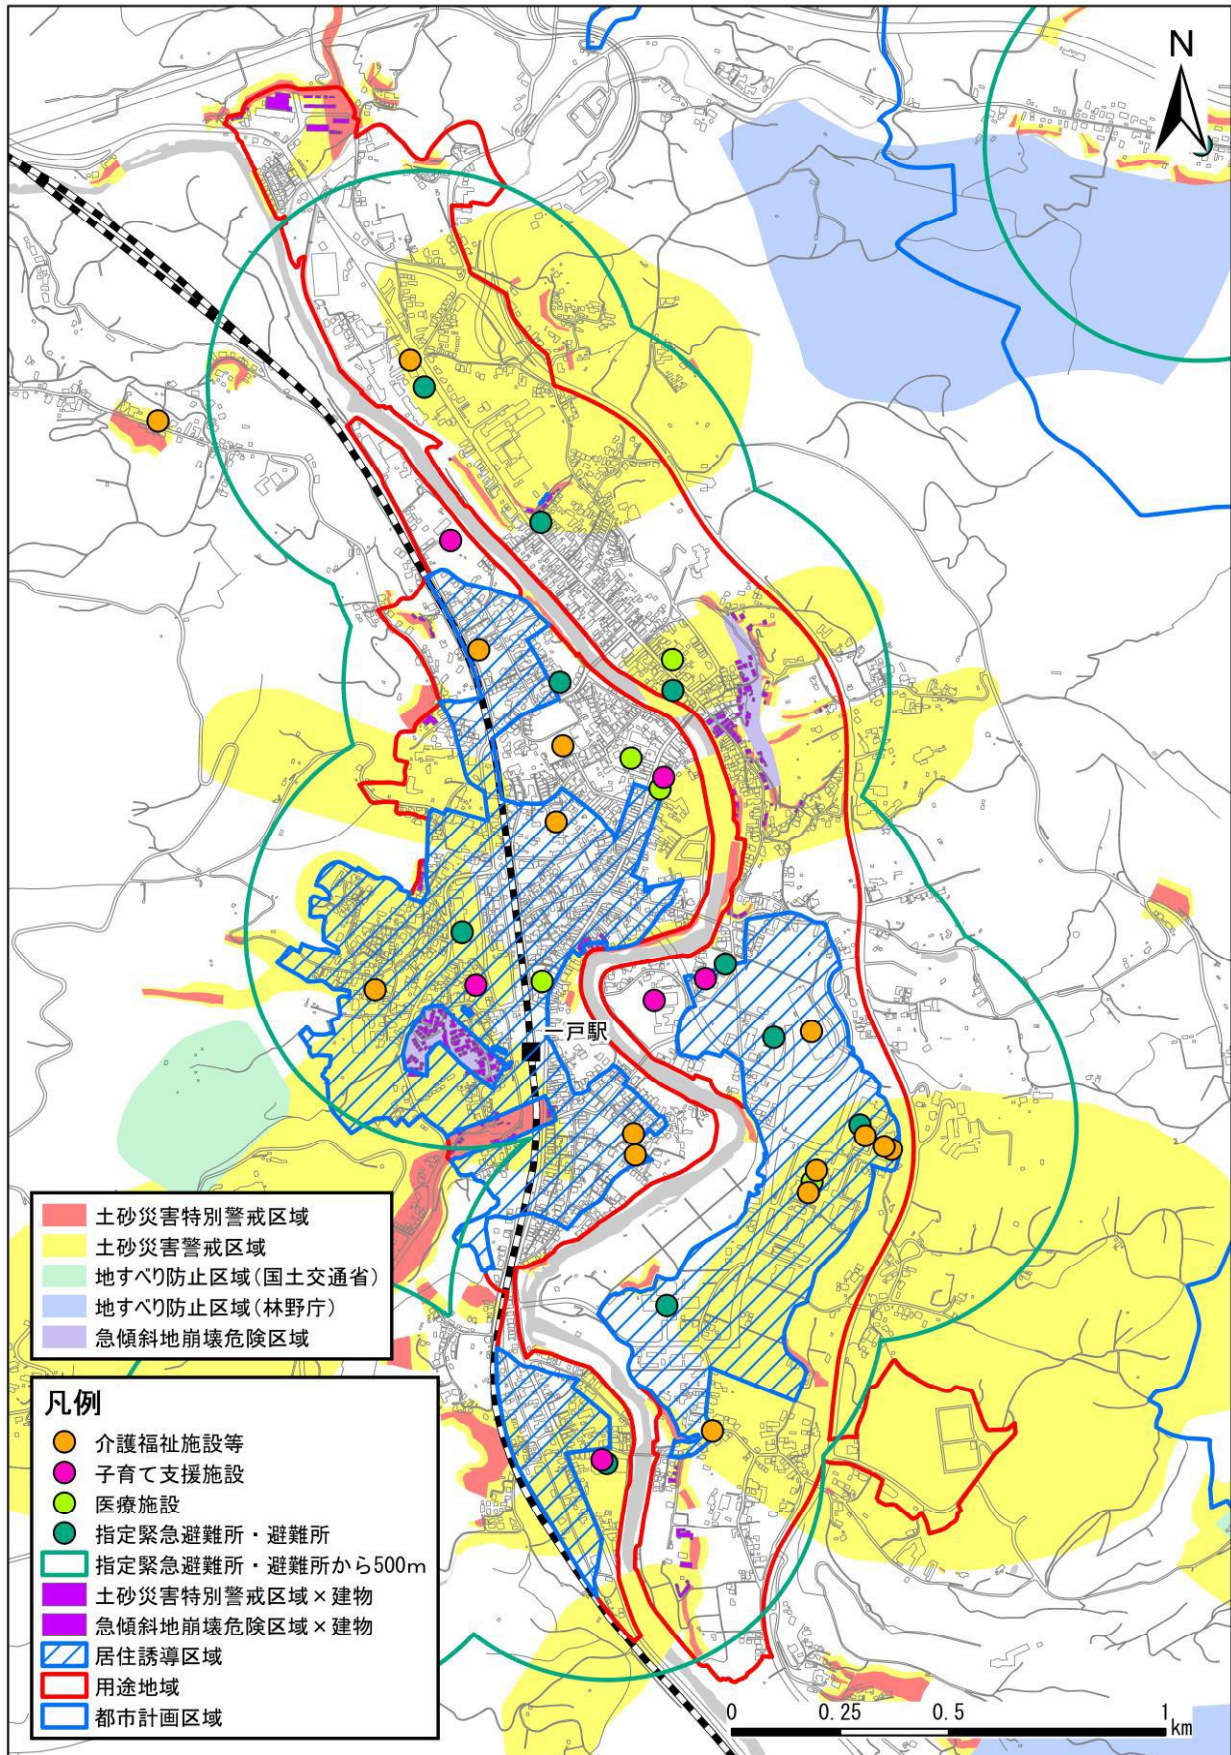 N
一戸駅
土砂災害特別警戒区域
土砂災害警戒区域
地すべり防止区域(国土交通省)
地すべり防止区域(林野庁)
急傾斜地崩壊危険区域
凡例
介護福祉施設等
子育て支援施設
医療施設
指定緊急避難所・避難所
指定緊急避難所・避難所から500m
土砂災害特別警戒区域×建物
急傾斜地崩壊危険区域×建物
居住誘導区域
用途地域
都市計画区域
0 0.25 0.5 1
km